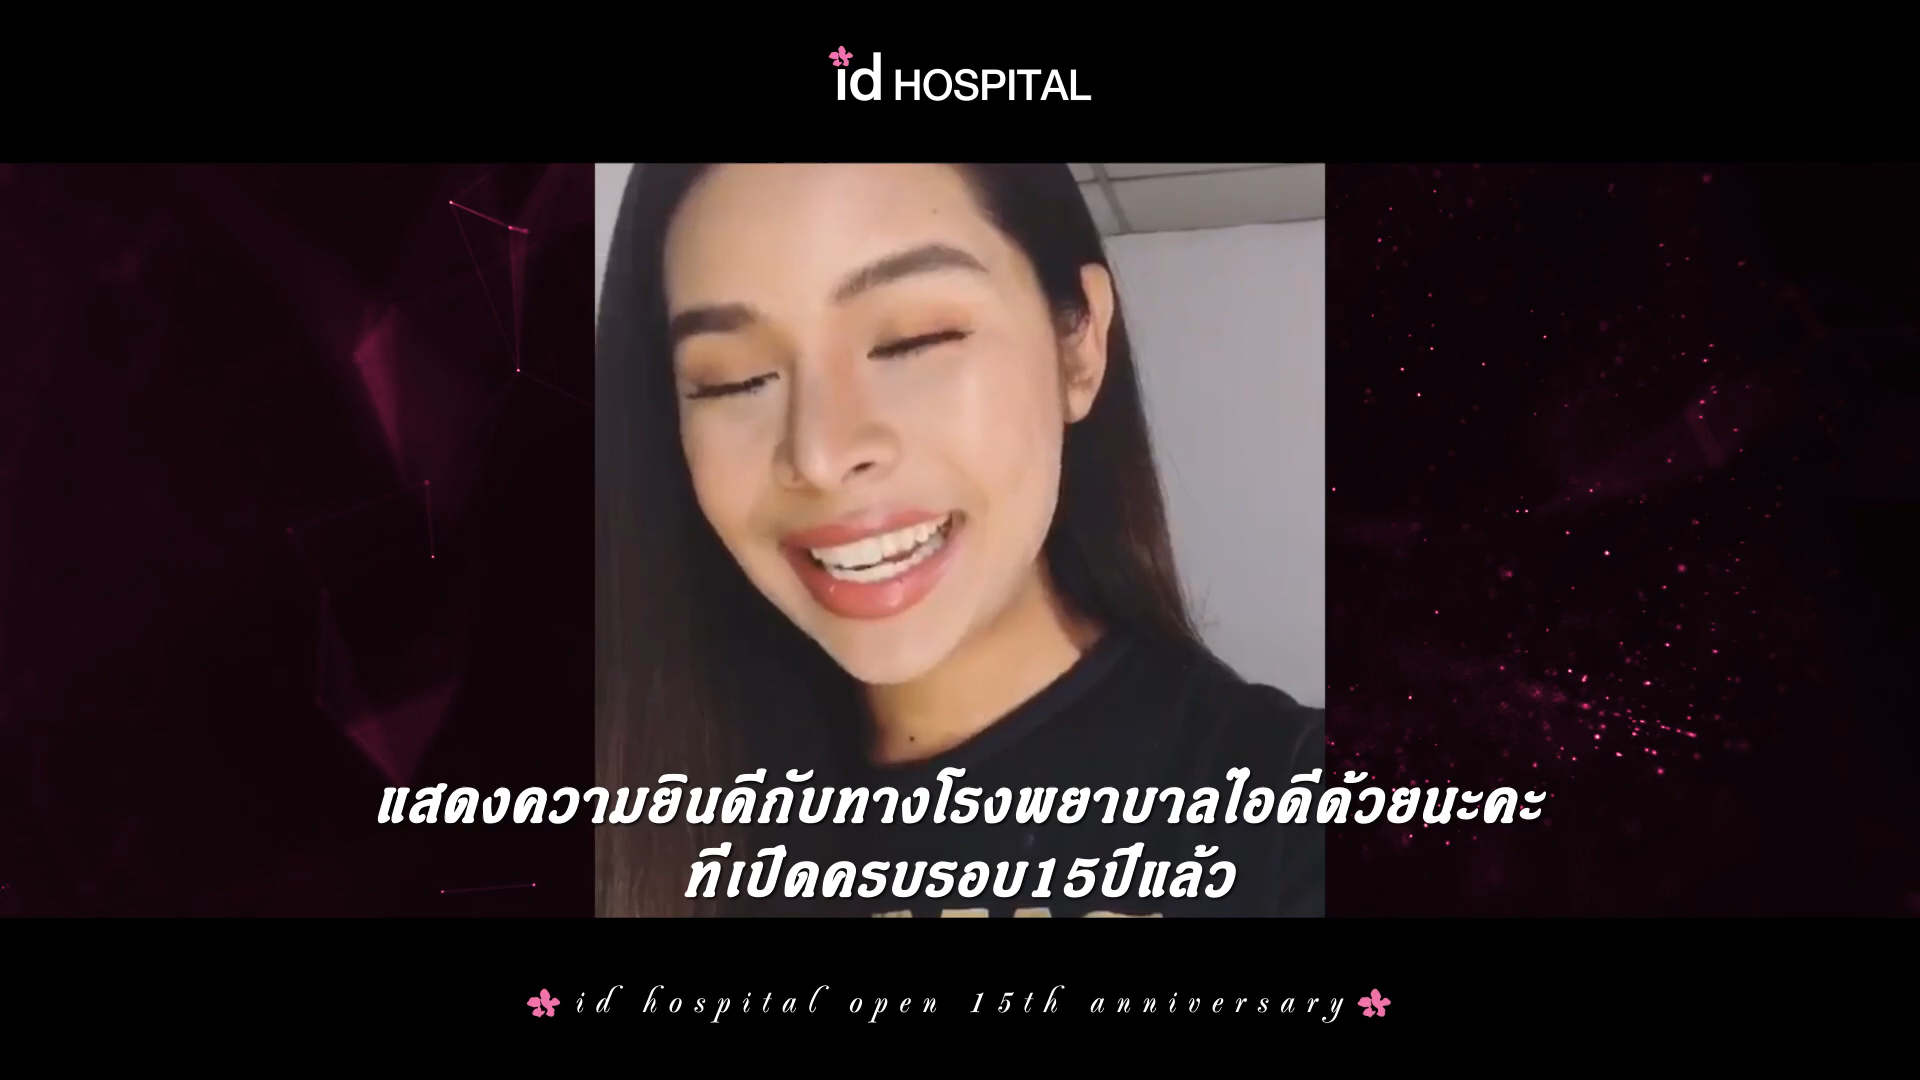 id HOSPITAL
แสดงความยินดีกับทางโรงพยาบาลไอดีด้วยนะคะ
ที่เปิดครบรอบ15ปีแล้ว
id hospital open 15th anniversary